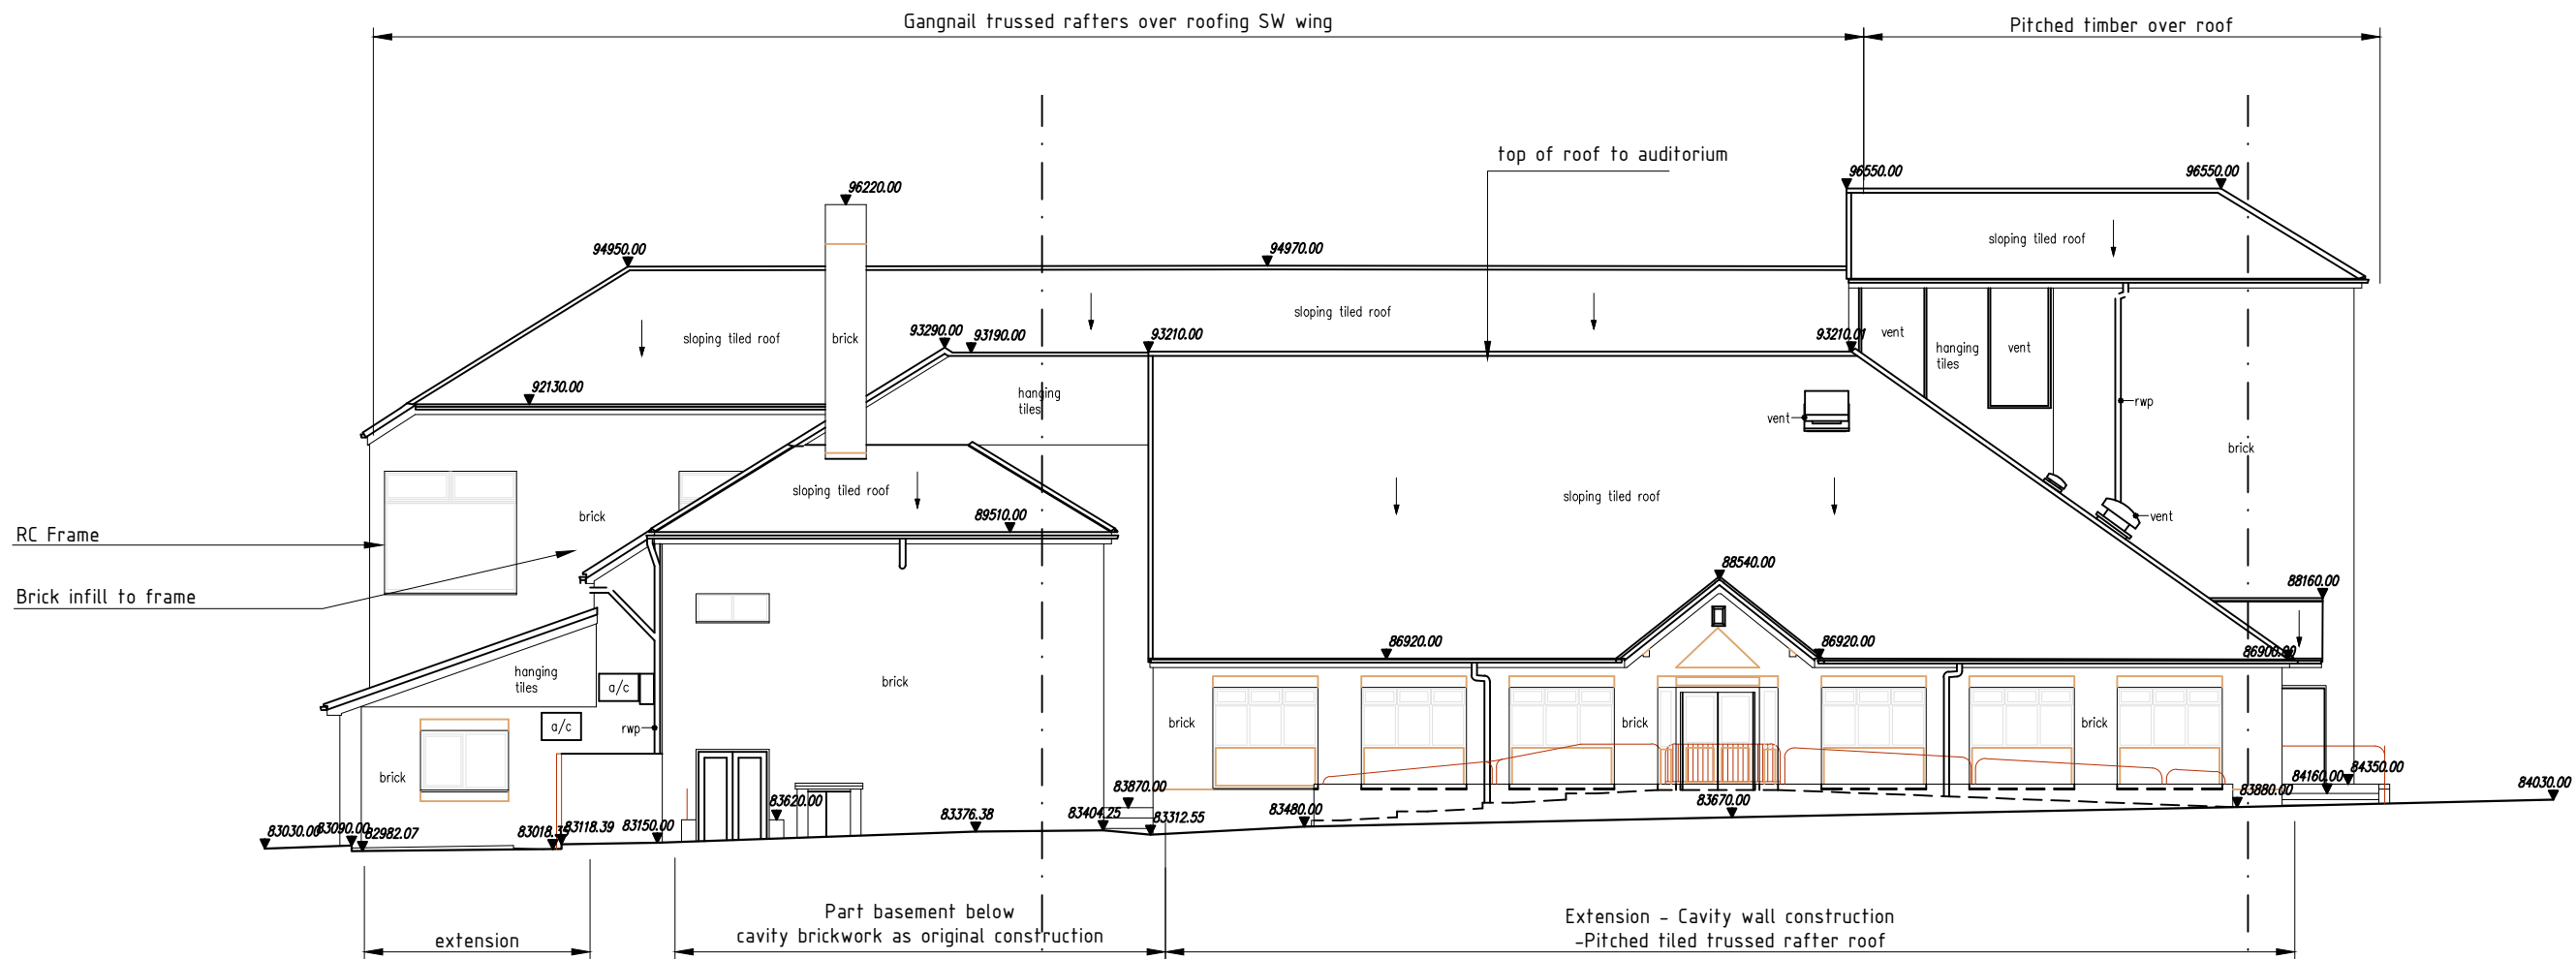 Gangnail trussed rafters over roofing SW wing
Pitched timber over roof
top of roof to auditorium
96550.00
96550.00
96220.00
sloping tiled roof
94950.00
94970.00
sloping tiled roof
sloping tiled roof
brick
93290.00
93190.00
93210.00
93210.01
vent
hanging
tiles
vent
92130.00
hanging
tiles
vent
rwp
brick
sloping tiled roof
sloping tiled roof
brick
89510.00
vent
RC Frame
Brick infill to frame
88540.00
88160.00
86920.00
86920.00
86900.00
hanging
tiles
a/c
brick
a/c
rwp
brick
brick
brick
brick
83870.00
84350.00
84160.00
83880.00
84030.00
83620.00
83480.00
83670.00
83030.00
83090.00
82982.07
83118.39
83150.00
83376.38
83404.25
83312.55
Part basement below
cavity brickwork as original construction
extension
Extension - Cavity wall construction
-Pitched tiled trussed rafter roof